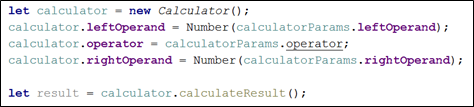 let calculator = new Calculator();
calculator.leftOperand = Number(calculatorParams.leftOperand);
calculator.operator = calculatorParams.operator;
calculator.rightOperand = Number(calculatorParams.rightOperand);
let result = calculator.calculateResult();